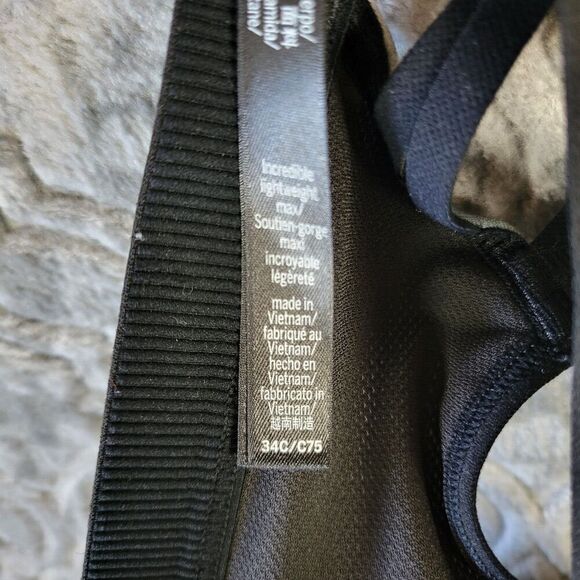 Incredible
lightweight
max/
Soutien-gorge
maxi
incroyable
légèreté
made in
Vietnam/
fabriqué au
Vietnam/
hecho en
Vietnam/
fabbricato in
Vietnam/
越南制造
34C/C75